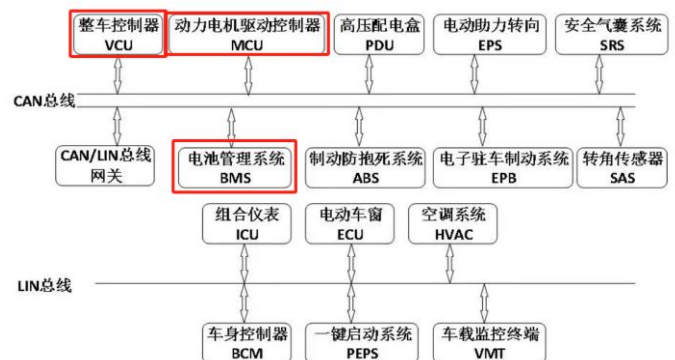 整车控制器
VCU
动力电机驱动控制器
MCU
高压配电盒
PDU
电动助力转向
EPS
安全气囊系统
SRS
CAN总线
CAN/LIN总线
网关
电池管理系统
BMS
制动防抱死系统
ABS
电子驻车制动系统
EPB
转角传感器
SAS
组合仪表
ICU
电动车窗
ECU
空调系统
HVAC
LIN总线
车身控制器
BCM
一键启动系统
PEPS
车载监控终端
VMT